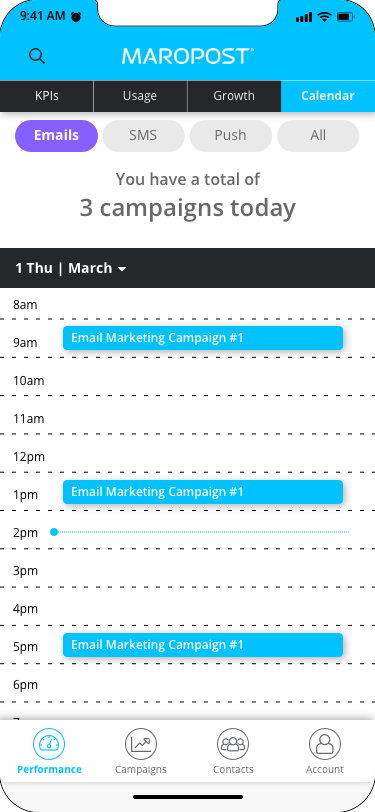 9:41 AM
MAROPOST
KPIs Usage Growth Calendar
Emails SMS Push All
You have a total of
3 campaigns today
1 Thu | March
8am
9am Email Marketing Campaign #1
10am
11am
12pm
1pm Email Marketing Campaign #1
2pm
3pm
4pm
5pm Email Marketing Campaign #1
6pm
Performance Campaigns Contacts Account